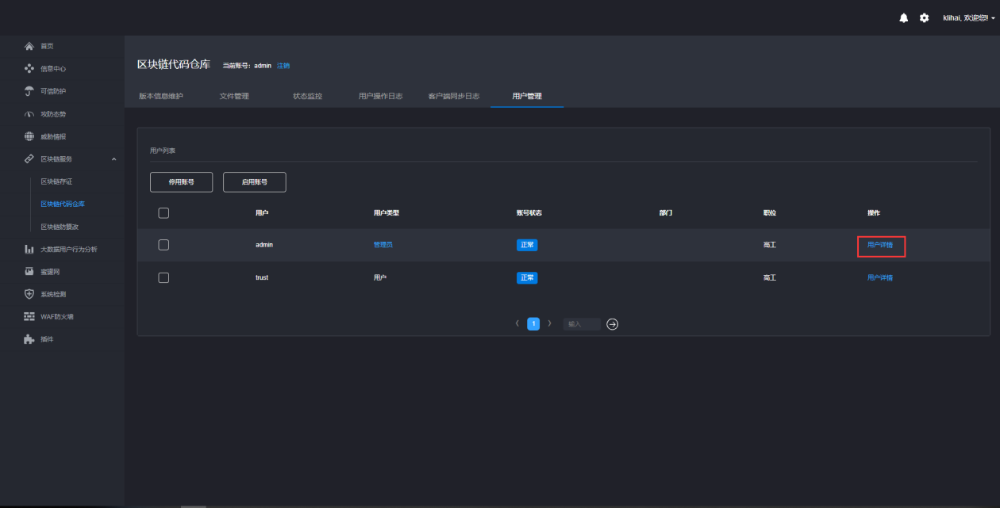 klihai, 欢迎您!
首页
信息中心
可信防护
攻防态势
威胁情报
区块链服务
区块链存证
区块链代码仓库
区块链防篡改
大数据用户行为分析
蜜罐网
系统检测
WAF防火墙
插件
区块链代码仓库 当前账号: admin 注销
版本信息维护 文件管理 状态监控 用户操作日志 客户端同步日志 用户管理
用户列表
停用账号 启用账号
用户 用户类型 账号状态 部门 职位 操作
admin 管理员 正常 高工 用户详情
trust 用户 正常 高工 用户详情
1 输入